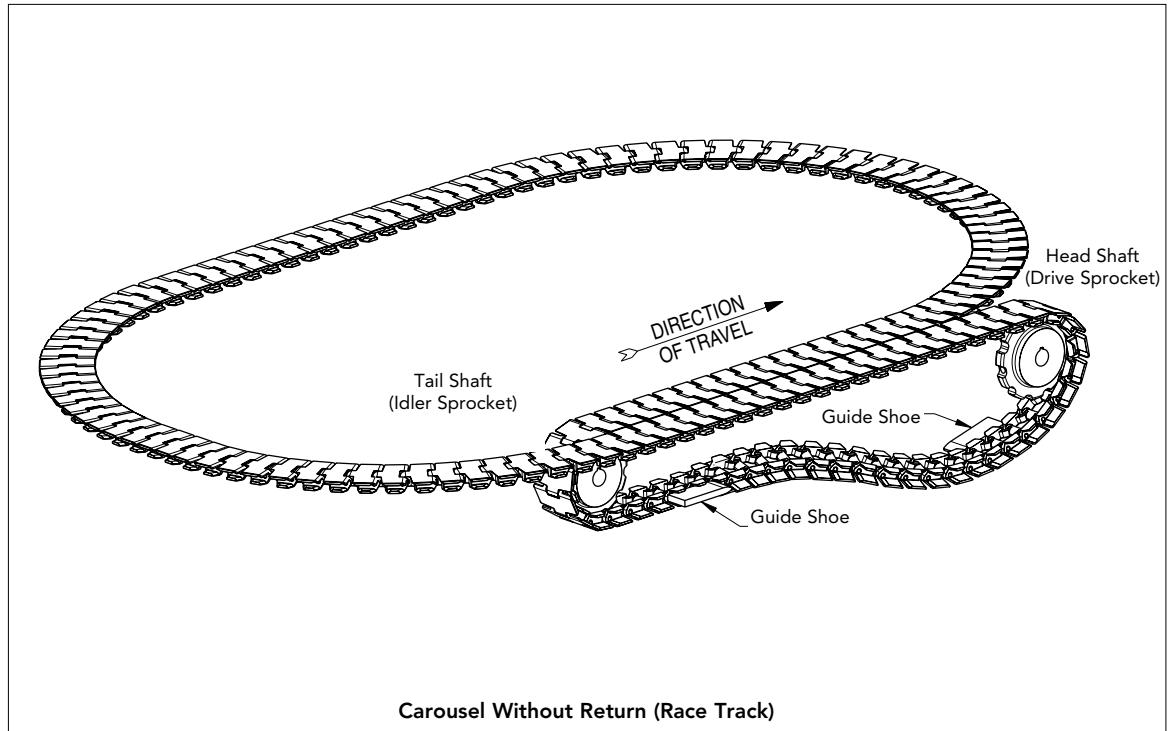 Head Shaft
(Drive Sprocket)
DIRECTION
OF TRAVEL
Tail Shaft
(Idler Sprocket)
Guide Shoe
Guide Shoe
Carousel Without Return (Race Track)